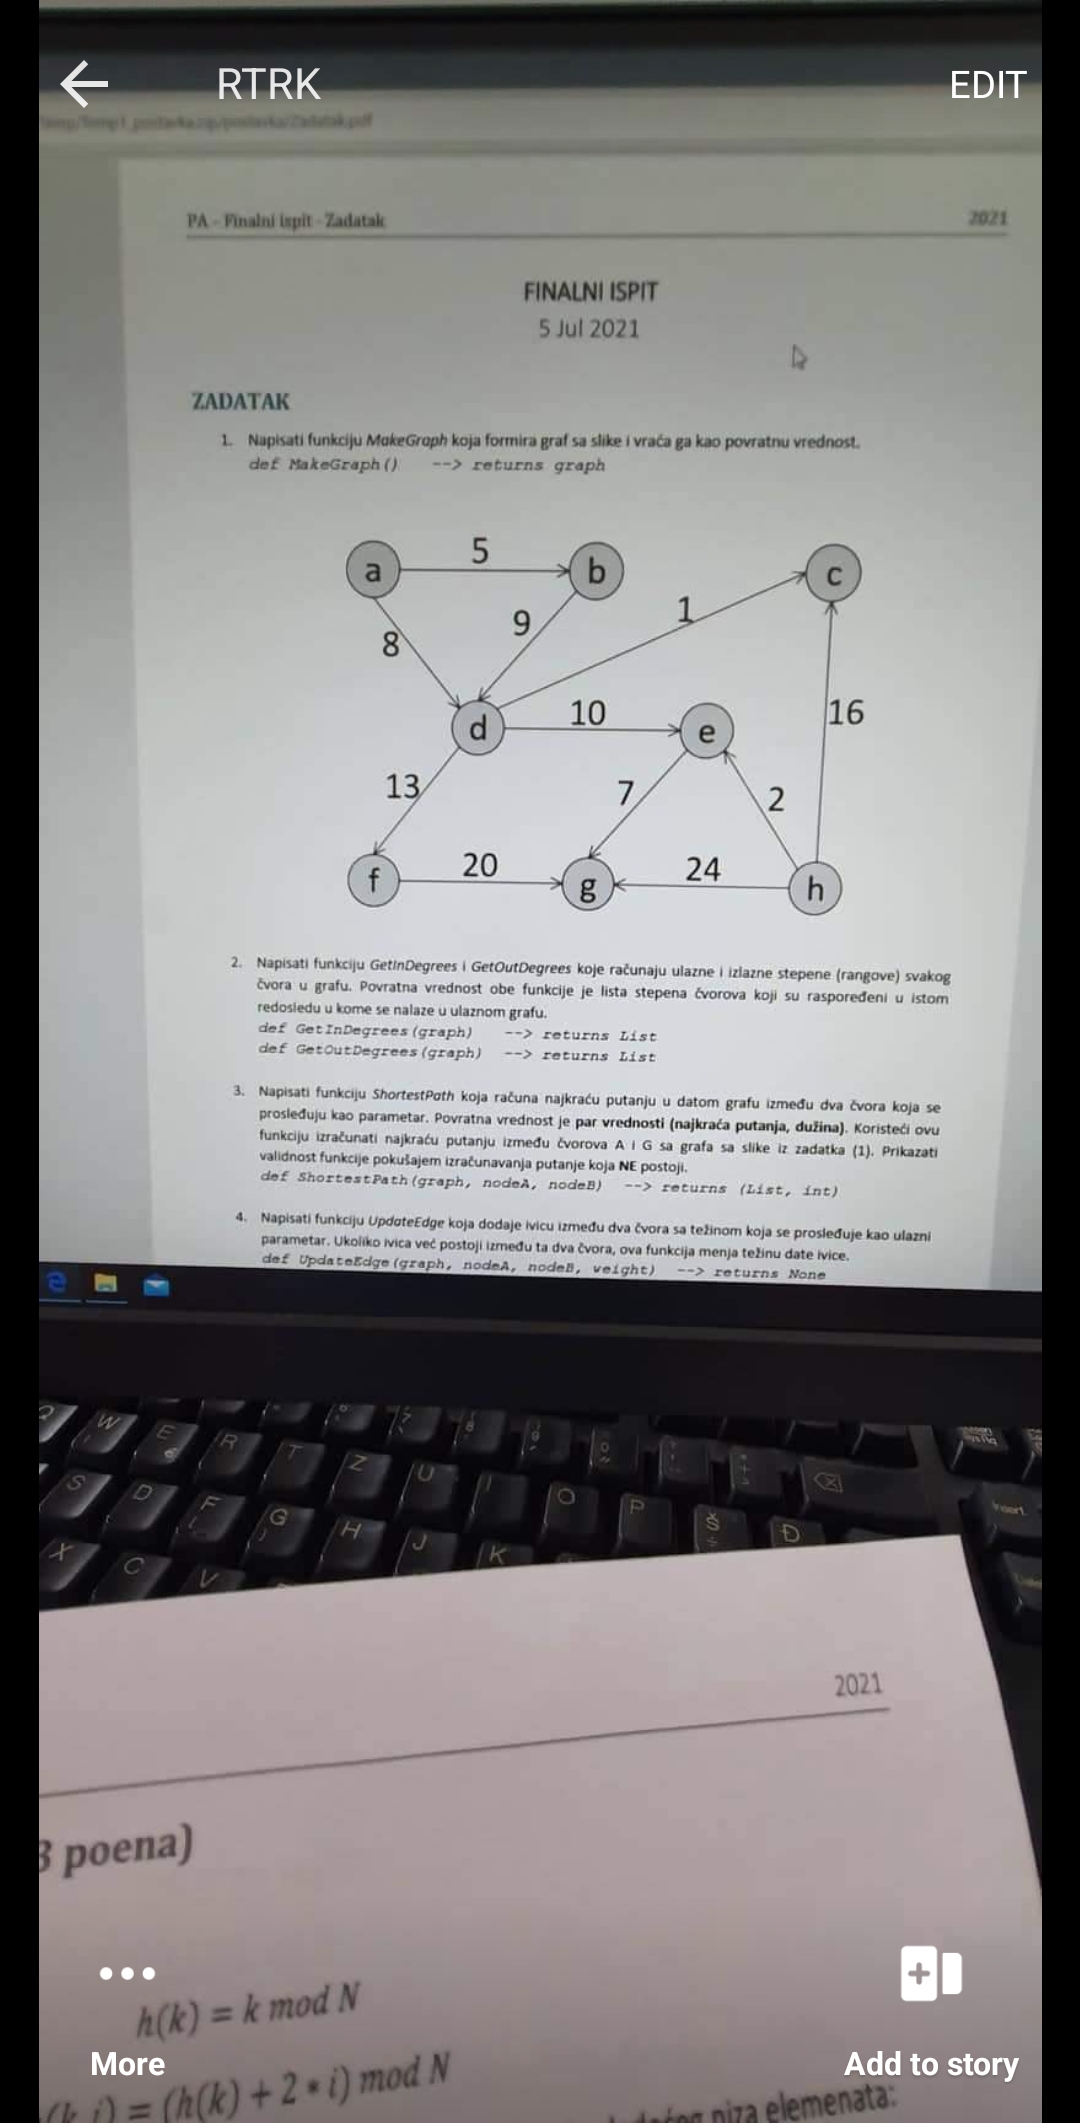 RTRK
EDIT
PA - Finalni ispit - Zadatak
2021
FINALNI ISPIT
5 Jul 2021
ZADATAK
1. Napisati funkciju MakeGraph koja formira graf sa slike i vraća ga kao povratnu vrednost.
def MakeGraph() --> returns graph
a
5
b
c
8
9
1
d
10
e
16
13
7
2
f
20
g
24
h
2. Napisati funkciju GetInDegrees i GetOutDegrees koje računaju ulazne i izlazne stepene (rangove) svakog
čvora u grafu. Povratna vrednost obe funkcije je lista stepena čvorova koji su raspoređeni u istom
redosledu u kome se nalaze u ulaznom grafu.
def GetInDegrees(graph) --> returns List
def GetOutDegrees(graph) --> returns List
3. Napisati funkciju ShortestPath koja računa najkraću putanju u datom grafu između dva čvora koja se
prosleđuju kao parametar. Povratna vrednost je par vrednosti (najkraća putanja, dužina). Koristeći ovu
funkciju izračunati najkraću putanju između čvorova A i G sa grafa sa slike iz zadatka (1). Prikazati
validnost funkcije pokušajem izračunavanja putanje koja NE postoji.
def ShortestPath(graph, nodeA, nodeB) --> returns (List, int)
4. Napisati funkciju UpdateEdge koja dodaje ivicu između dva čvora sa težinom koja se prosleđuje kao ulazni
parametar. Ukoliko ivica već postoji između ta dva čvora, ova funkcija menja težinu date ivice.
def UpdateEdge(graph, nodeA, nodeB, weight) --> returns None
W E R T Z U I O P Š Đ
S D F G H J K
X C V
Insert
2021
3 poena)
h(k) = k mod N
i) = (h(k) + 2 * i) mod N
niza elemenata:
More
Add to story